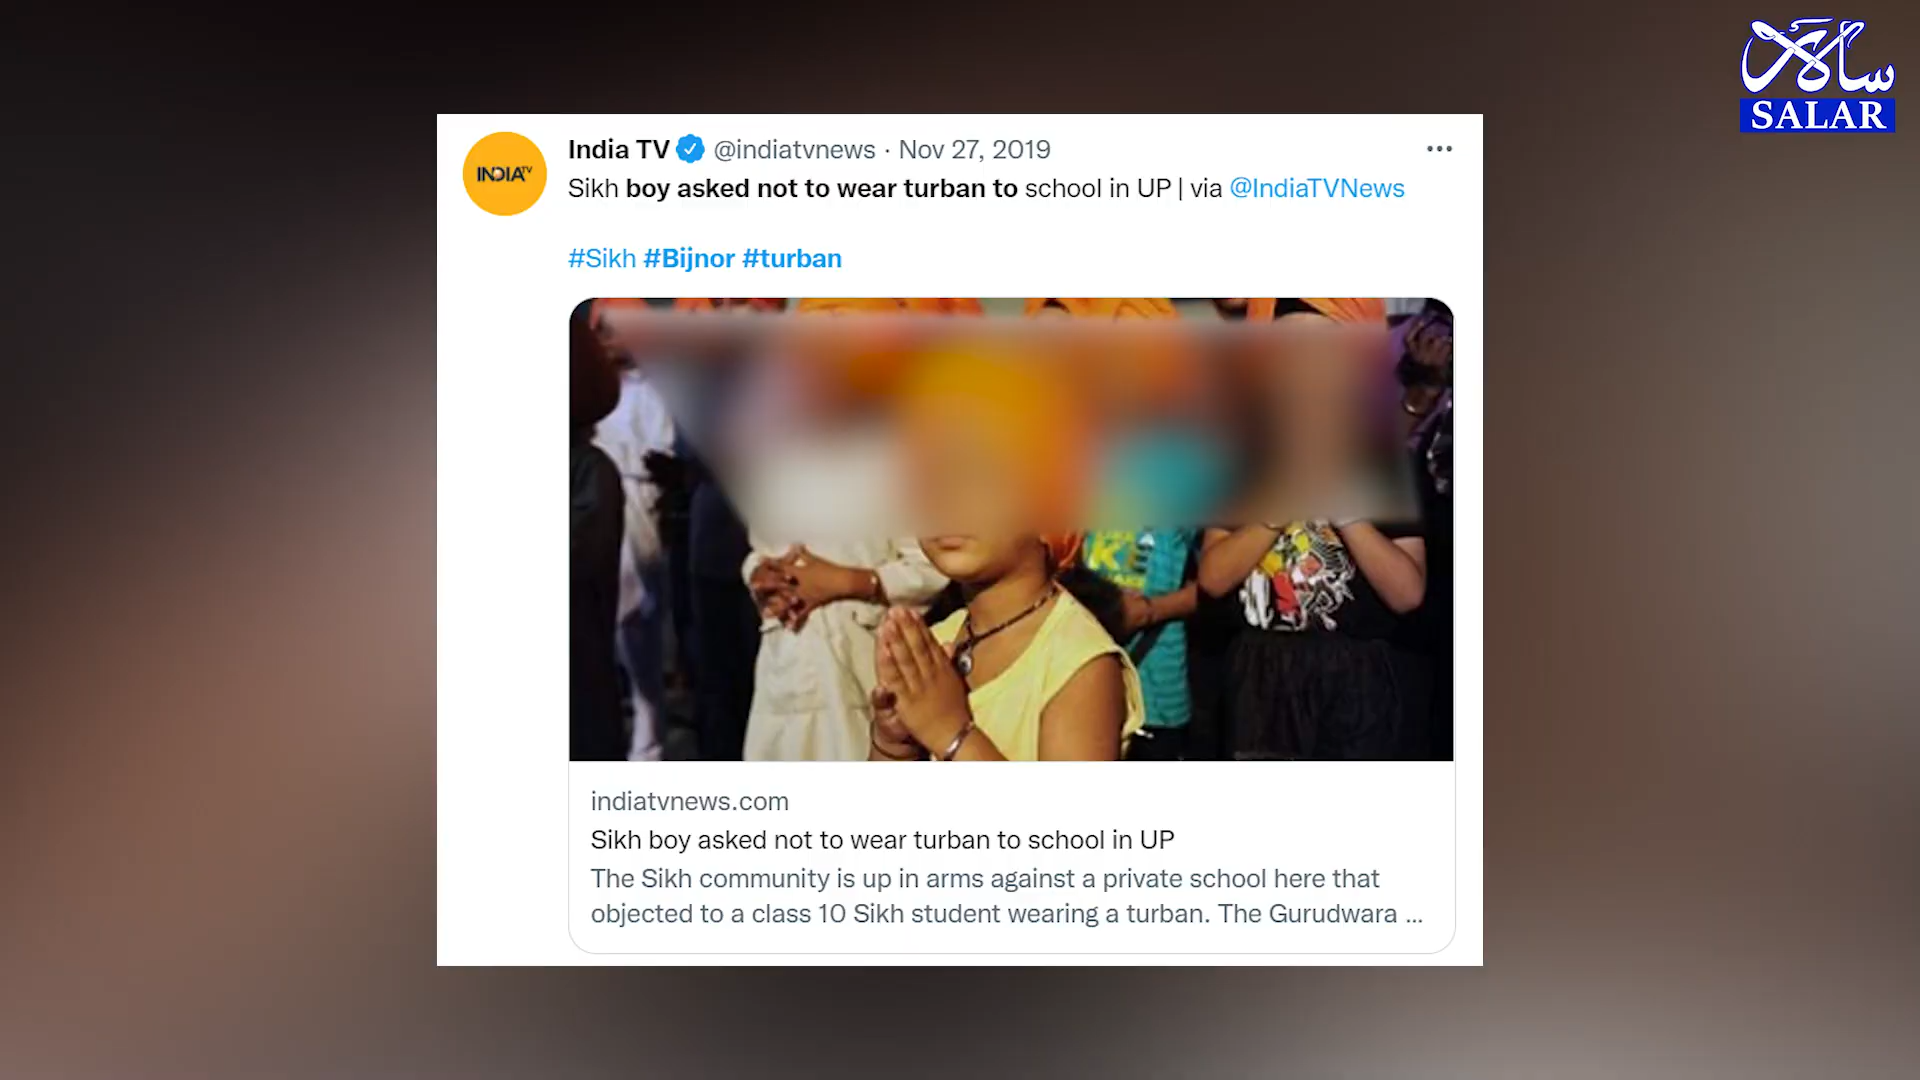 سالار
SALAR
INDIA TV
India TV @indiatvnews · Nov 27, 2019
Sikh boy asked not to wear turban to school in UP | via @IndiaTVNews
#Sikh #Bijnor #turban
indiatvnews.com
Sikh boy asked not to wear turban to school in UP
The Sikh community is up in arms against a private school here that
objected to a class 10 Sikh student wearing a turban. The Gurudwara ...